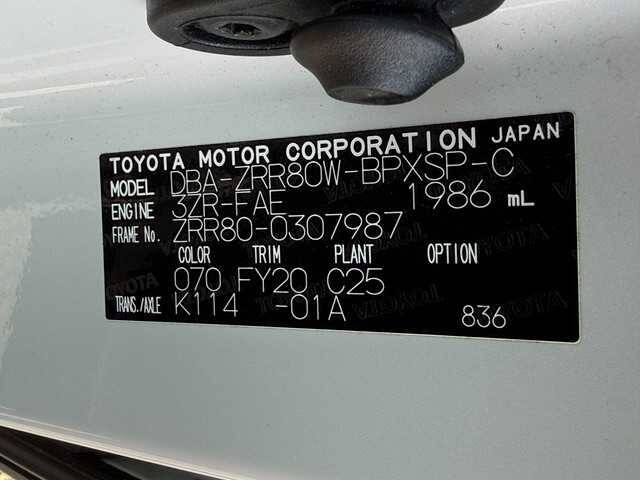 TOYOTA MOTOR CORPORATION JAPAN
MODEL DBA-ZRR80W-BPXSP-C
ENGINE 3ZR-FAE 1986 mL
FRAME No. ZRR80-0307987
COLOR TRIM PLANT OPTION
070 FY20 C25
TRANS./AXLE K114 -01A
836